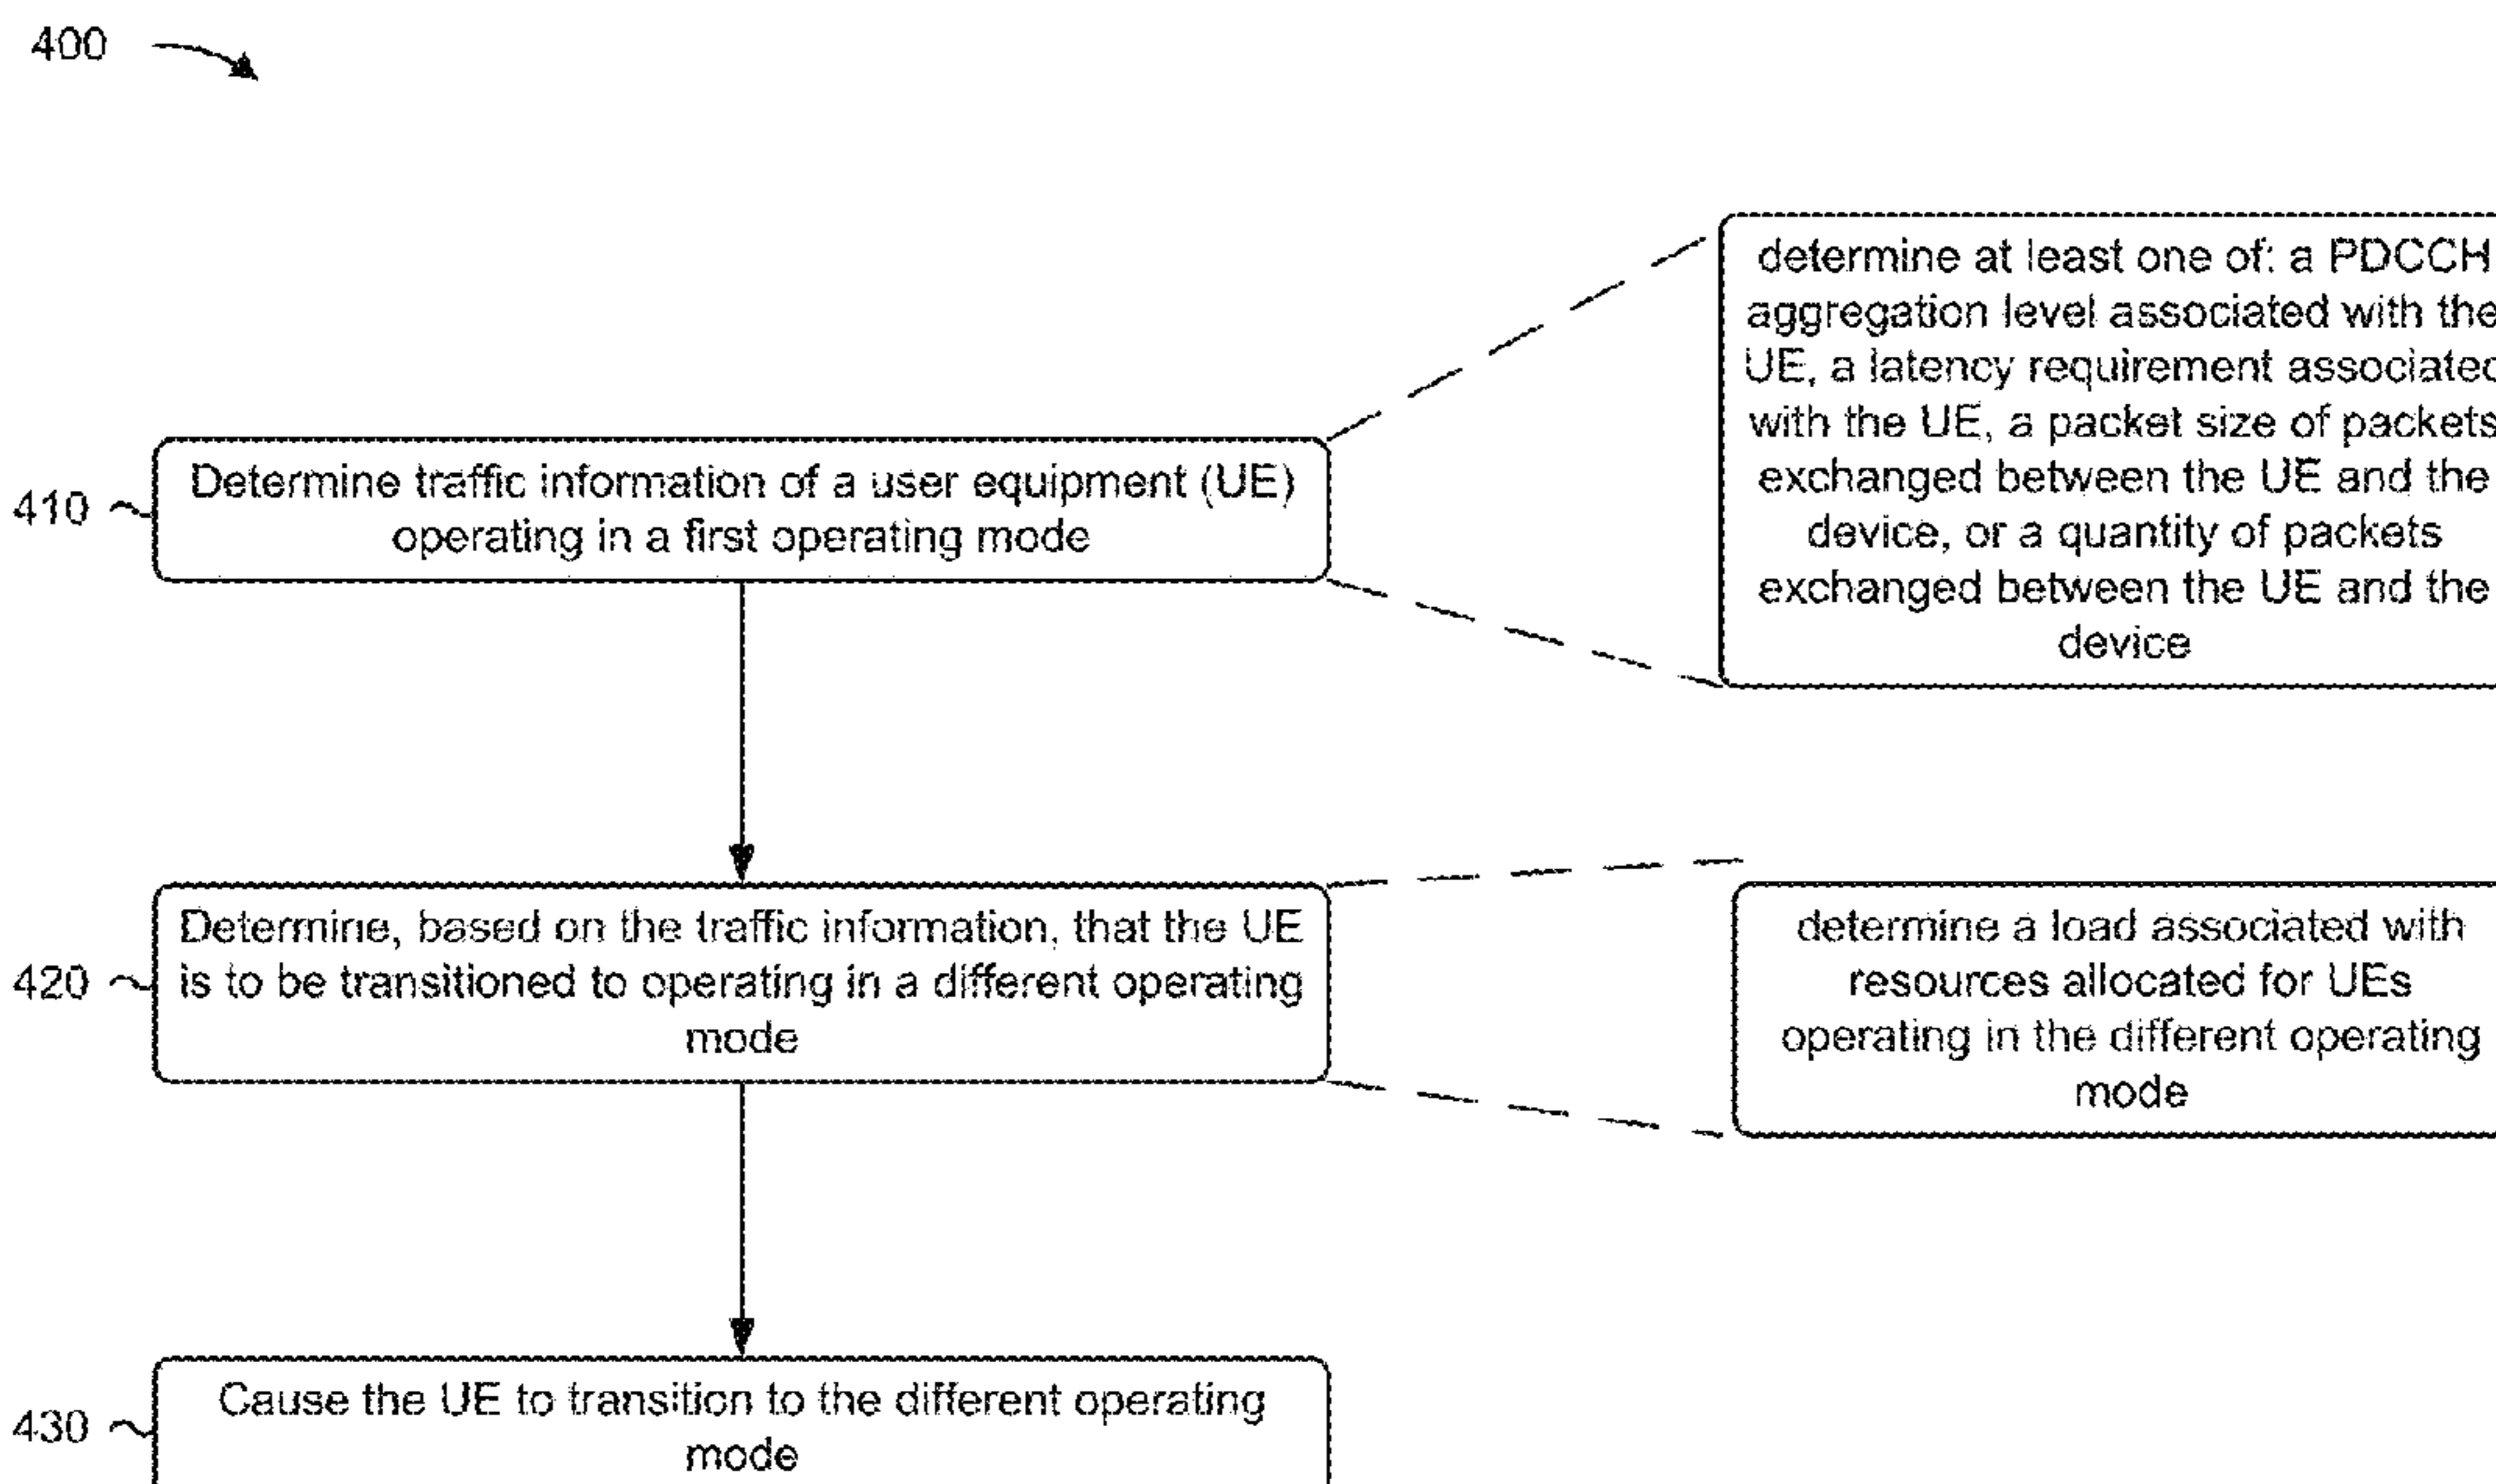 400
determine at least one of: a PDCCH
aggregation level associated with the
UE, a latency requirement associated
with the UE, a packet size of packets
exchanged between the UE and the
device, or a quantity of packets
exchanged between the UE and the
device
410
Determine traffic information of a user equipment (UE)
operating in a first operating mode
420
Determine, based on the traffic information, that the UE
is to be transitioned to operating in a different operating
mode
determine a load associated with
resources allocated for UEs
operating in the different operating
mode
430
Cause the UE to transition to the different operating
mode